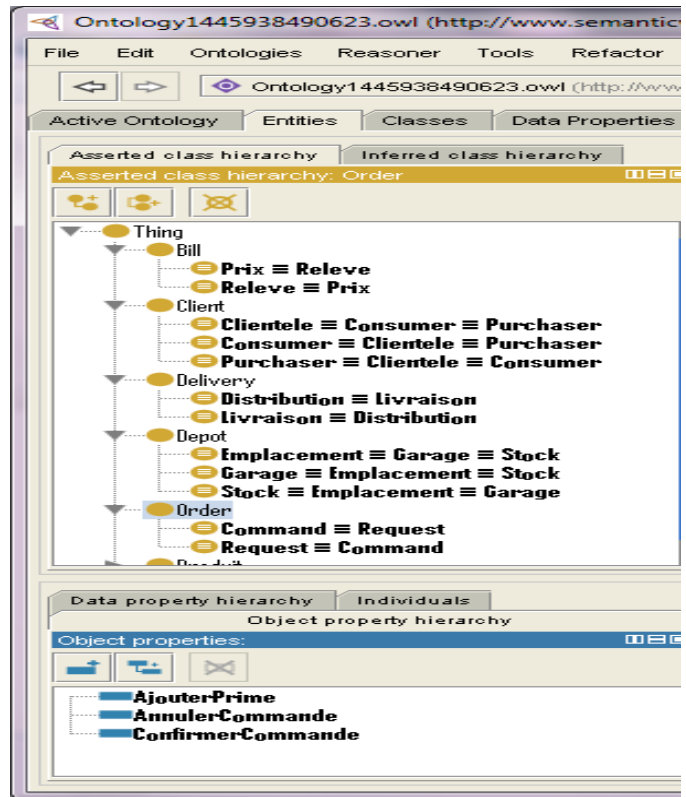 Ontology1445938490623.owl (http://www.semanticw
File Edit Ontologies Reasoner Tools Refactor
Ontology1445938490623.owl (http://www
Active Ontology Entities Classes Data Properties
Asserted class hierarchy Inferred class hierarchy
Asserted class hierarchy: Order
Thing
Bill
Prix ≡ Releve
Releve ≡ Prix
Client
Clientele ≡ Consumer ≡ Purchaser
Consumer ≡ Clientele ≡ Purchaser
Purchaser ≡ Clientele ≡ Consumer
Delivery
Distribution ≡ Livraison
Livraison ≡ Distribution
Depot
Emplacement ≡ Garage ≡ Stock
Garage ≡ Emplacement ≡ Stock
Stock ≡ Emplacement ≡ Garage
Order
Command ≡ Request
Request ≡ Command
Data property hierarchy Individuals
Object property hierarchy
Object properties:
AjouterPrime
AnnulerCommande
ConfirmerCommande